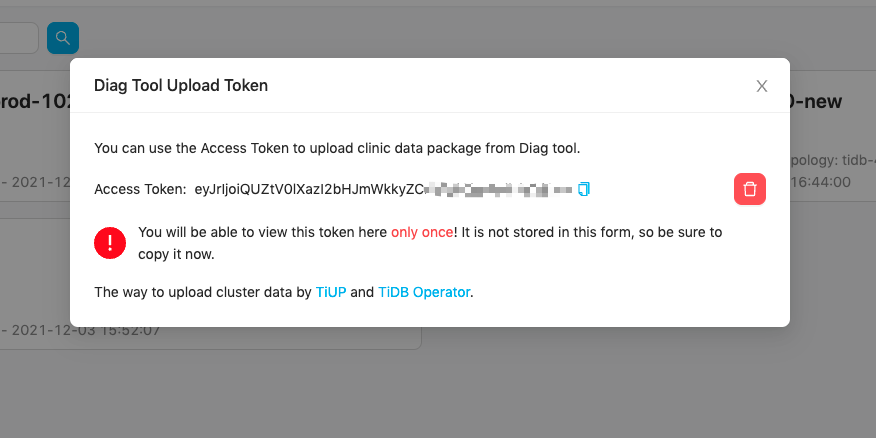 rod-102
Diag Tool Upload Token
-new
You can use the Access Token to upload clinic data package from Diag tool.
pology: tidb-
- 2021-12-
16:44:00
Access Token:
You will be able to view this token here only once! It is not stored in this form, so be sure to
copy it now.
The way to upload cluster data by TiUP and TiDB Operator.
- 2021-12-03 15:52:07